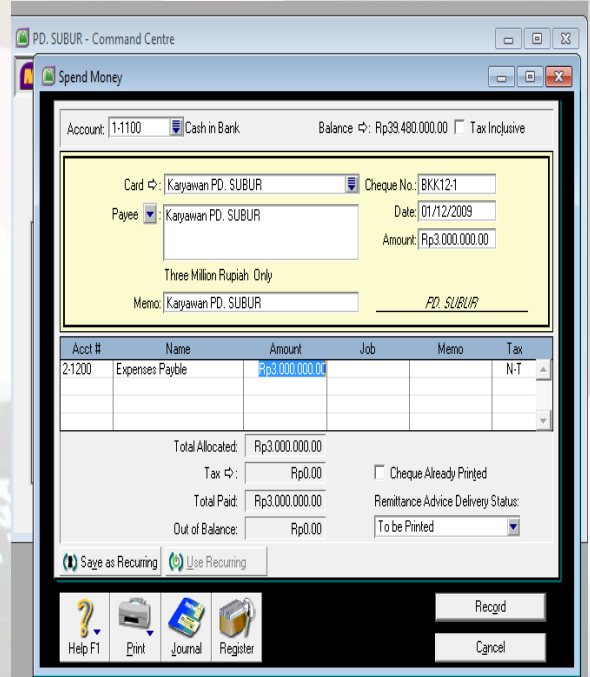 PD. SUBUR - Command Centre
Spend Money
Account: 1-1100 Cash in Bank Balance ⇨: Rp39.480.000.00 Tax Inclusive
Card ⇨: Karyawan PD. SUBUR Cheque No.: BKK12-1
Payee : Karyawan PD. SUBUR Date: 01/12/2009
Amount: Rp3.000.000.00
Three Million Rupiah Only
Memo: Karyawan PD. SUBUR PD. SUBUR
Acct # Name Amount Job Memo Tax
2-1200 Expenses Payble Rp3.000.000.00 N-T
Total Allocated: Rp3.000.000.00
Tax ⇨: Rp0.00 Cheque Already Printed
Total Paid: Rp3.000.000.00 Remittance Advice Delivery Status:
Out of Balance: Rp0.00 To be Printed
Save as Recurring Use Recurring
Help F1 Print Journal Register Record
Cancel